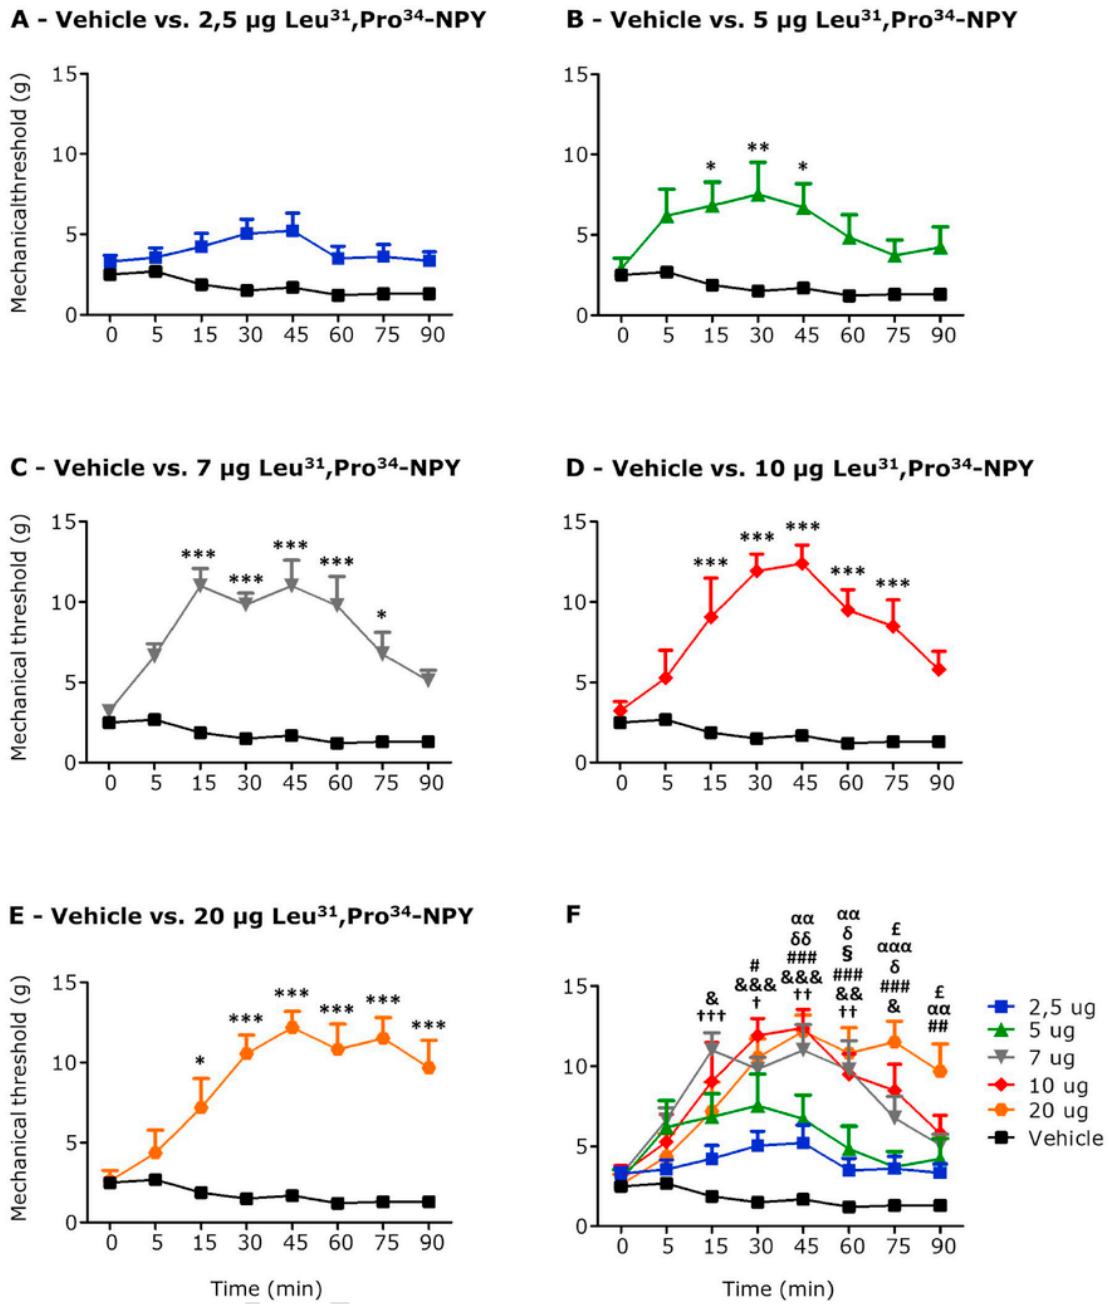 A - Vehicle vs. 2,5 µg Leu³¹,Pro³⁴-NPY
Mechanicalthreshold (g)
15
10
5
0
0 5 15 30 45 60 75 90
B - Vehicle vs. 5 µg Leu³¹,Pro³⁴-NPY
15
10
5
0
* ** *
0 5 15 30 45 60 75 90
C - Vehicle vs. 7 µg Leu³¹,Pro³⁴-NPY
Mechanical threshold (g)
15
10
5
0
*** *** *** *** *
0 5 15 30 45 60 75 90
D - Vehicle vs. 10 µg Leu³¹,Pro³⁴-NPY
15
10
5
0
*** *** *** *** ***
0 5 15 30 45 60 75 90
E - Vehicle vs. 20 µg Leu³¹,Pro³⁴-NPY
Mechanical threshold (g)
15
10
5
0
* *** *** *** *** ***
0 5 15 30 45 60 75 90
Time (min)
F
15
10
5
0
&
†††
#
&&&
†
αα
δδ
###
&&&
††
αα
δ
§
###
&&
††
£
ααα
δ
###
&
£
αα
##
0 5 15 30 45 60 75 90
Time (min)
2,5 ug
5 ug
7 ug
10 ug
20 ug
Vehicle